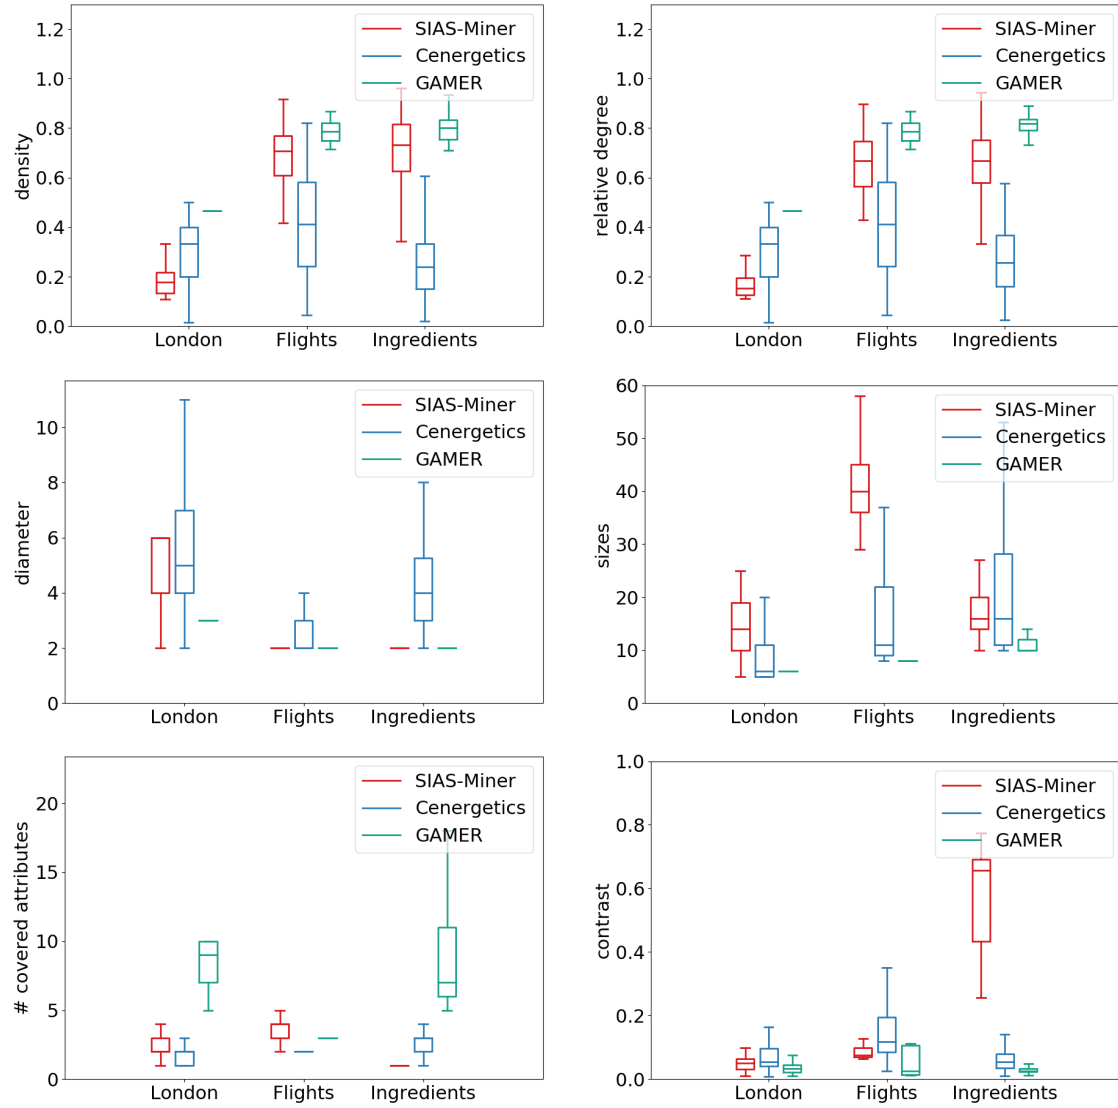 density
1.2
1.0
0.8
0.6
0.4
0.2
0.0
London Flights Ingredients
SIAS-Miner
Cenergetics
GAMER
relative degree
1.2
1.0
0.8
0.6
0.4
0.2
0.0
London Flights Ingredients
SIAS-Miner
Cenergetics
GAMER
diameter
10
8
6
4
2
0
London Flights Ingredients
SIAS-Miner
Cenergetics
GAMER
sizes
60
50
40
30
20
10
0
London Flights Ingredients
SIAS-Miner
Cenergetics
GAMER
# covered attributes
20
15
10
5
0
London Flights Ingredients
SIAS-Miner
Cenergetics
GAMER
contrast
1.0
0.8
0.6
0.4
0.2
0.0
London Flights Ingredients
SIAS-Miner
Cenergetics
GAMER